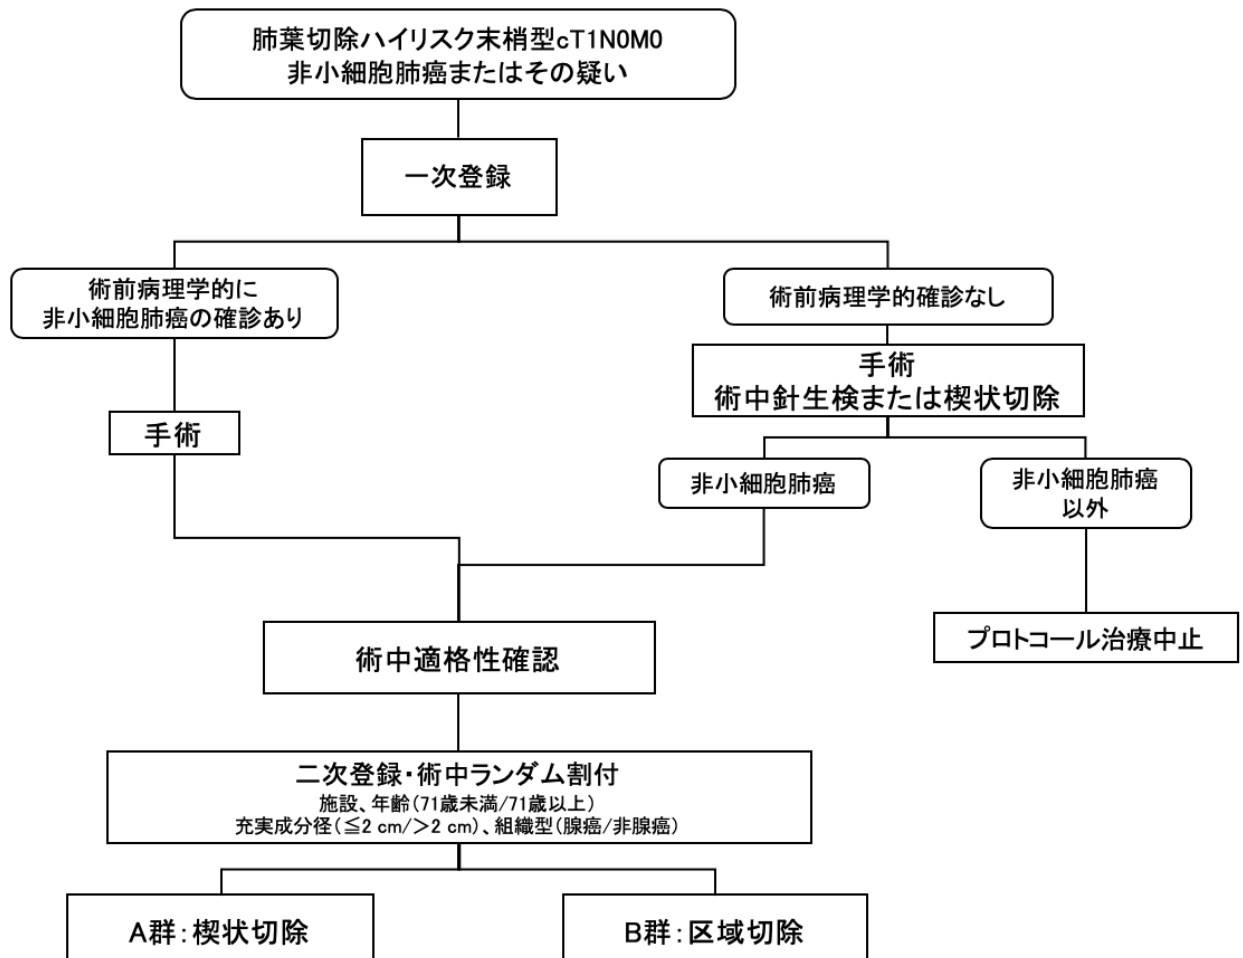 肺葉切除ハイリスク末梢型cT1N0M0
非小細胞肺癌またはその疑い
一次登録
術前病理学的に
非小細胞肺癌の確診あり
術前病理学的確診なし
手術
術中針生検または楔状切除
手術
非小細胞肺癌
非小細胞肺癌
以外
プロトコール治療中止
術中適格性確認
二次登録・術中ランダム割付
施設、年齢(71歳未満/71歳以上)
充実成分径(≦2 cm/>2 cm)、組織型(腺癌/非腺癌)
A群:楔状切除
B群:区域切除